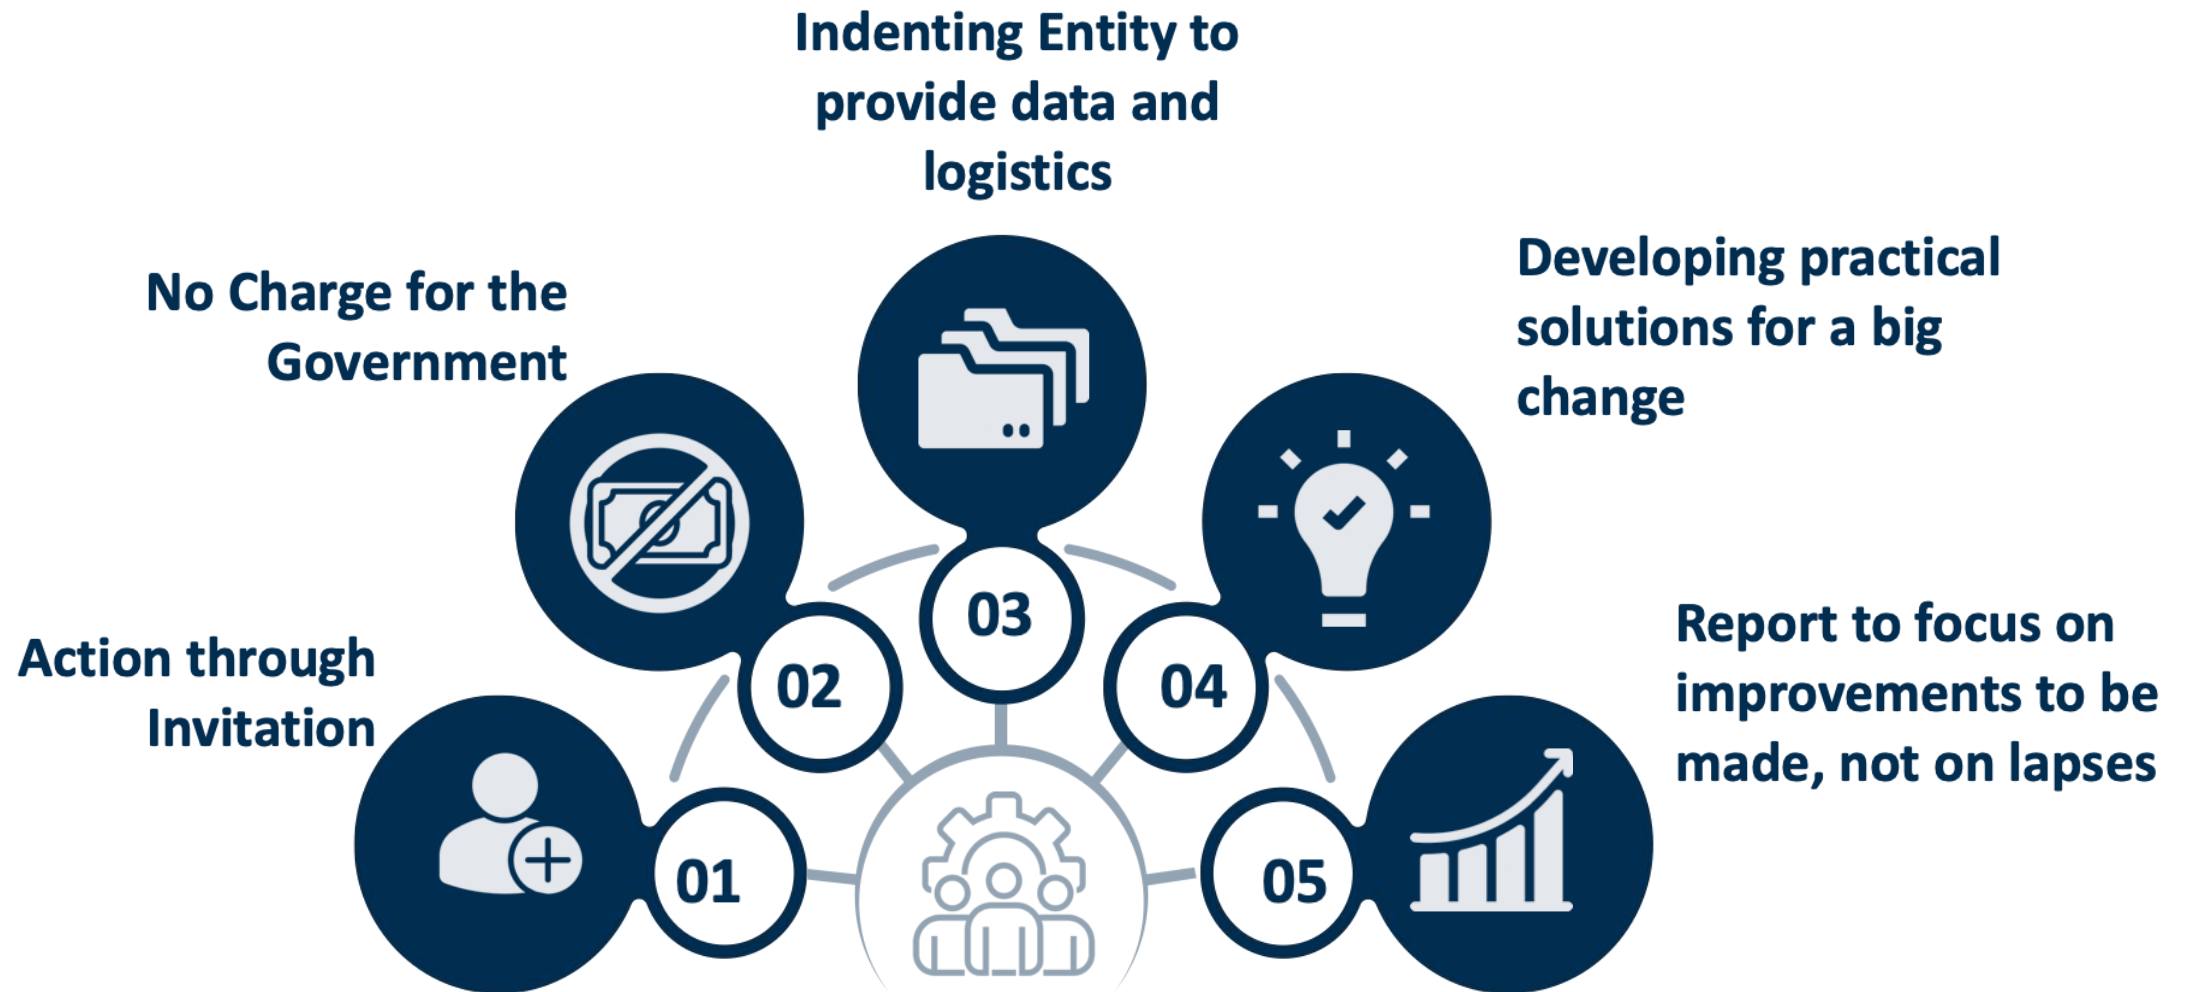 Action through
Invitation
01
No Charge for the
Government
02
Indenting Entity to
provide data and
logistics
03
Developing practical
solutions for a big
change
04
Report to focus on
improvements to be
made, not on lapses
05